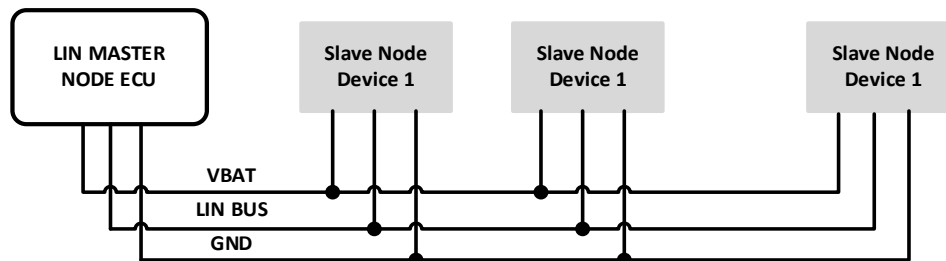 LIN MASTER
NODE ECU
Slave Node
Device 1
Slave Node
Device 1
Slave Node
Device 1
VBAT
LIN BUS
GND